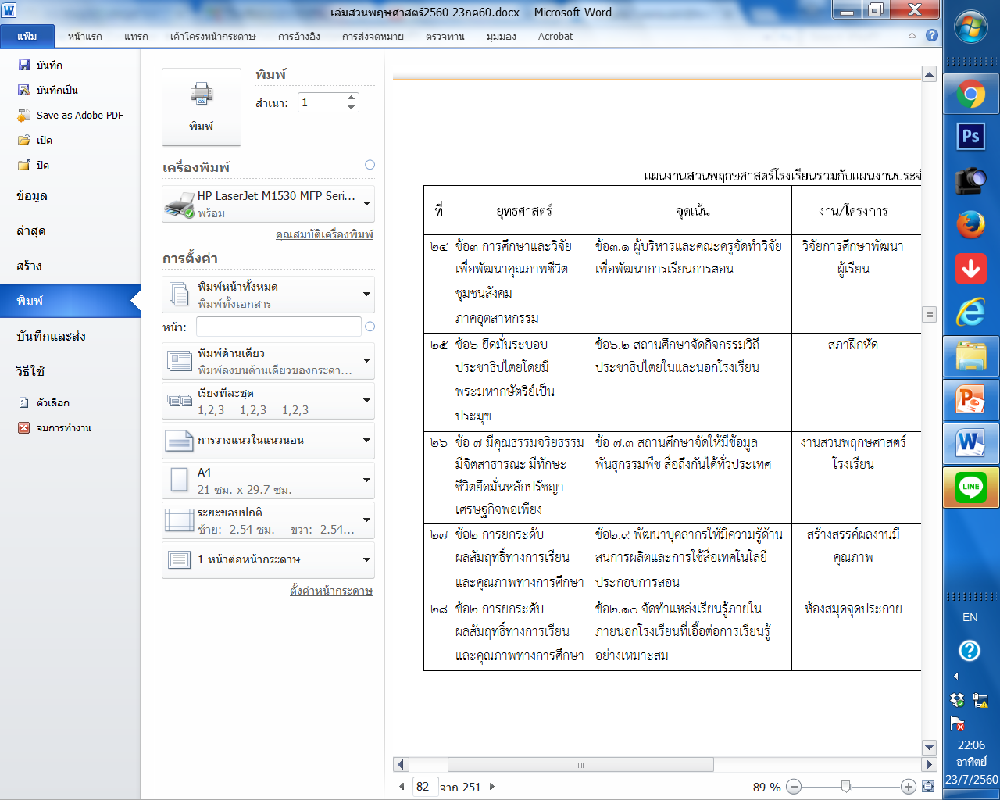 เล่มสวนพฤษศาสตร์2560 23กค60.docx - Microsoft Word
แฟ้ม
หน้าแรก
แทรก
เค้าโครงหน้ากระดาษ
การอ้างอิง
การส่งจดหมาย
ตรวจทาน
มุมมอง
Acrobat
บันทึก
บันทึกเป็น
Save as Adobe PDF
เปิด
ปิด
ข้อมูล
ล่าสุด
สร้าง
พิมพ์
บันทึกและส่ง
วิธีใช้
ตัวเลือก
จบการทำงาน
พิมพ์
พิมพ์
สำเนา: 1
เครื่องพิมพ์
HP LaserJet M1530 MFP Seri...
พร้อม
คุณสมบัติเครื่องพิมพ์
การตั้งค่า
พิมพ์หน้าทั้งหมด
พิมพ์ทั้งเอกสาร
หน้า:
พิมพ์ด้านเดียว
พิมพ์ลงบนด้านเดียวของกระดา...
เรียงทีละชุด
1,2,3 1,2,3 1,2,3
การวางแนวในแนวนอน
A4
21 ซม. x 29.7 ซม.
ระยะขอบปกติ
ซ้าย: 2.54 ซม. ขวา: 2.54...
1 หน้าต่อหน้ากระดาษ
ตั้งค่าหน้ากระดาษ
แผนงานสวนพฤกษศาสตร์โรงเรียนรวมกับแผนงานประจำ
ที่ ยุทธศาสตร์ จุดเน้น งาน/โครงการ
๒๔ ข้อ๓ การศึกษาและวิจัย ข้อ๓.๑ ผู้บริหารและคณะครูจัดทำวิจัย วิจัยการศึกษาพัฒนา
เพื่อพัฒนาคุณภาพชีวิต เพื่อพัฒนาการเรียนการสอน ผู้เรียน
ชุมชนสังคม
ภาคอุตสาหกรรม
๒๕ ข้อ๖ ยึดมั่นระบอบ ข้อ๖.๒ สถานศึกษาจัดกิจกรรมวิถี สภาฝึกหัด
ประชาธิปไตยโดยมี ประชาธิปไตยในและนอกโรงเรียน
พระมหากษัตริย์เป็น
ประมุข
๒๖ ข้อ ๗ มีคุณธรรมจริยธรรม ข้อ ๗.๓ สถานศึกษาจัดให้มีข้อมูล งานสวนพฤกษศาสตร์
มีจิตสาธารณะ มีทักษะ พันธุกรรมพืช สื่อถึงกันได้ทั่วประเทศ โรงเรียน
ชีวิตยึดมั่นหลักปรัชญา
เศรษฐกิจพอเพียง
๒๗ ข้อ๒ การยกระดับ ข้อ๒.๙ พัฒนาบุคลากรให้มีความรู้ด้าน สร้างสรรค์ผลงานมี
ผลสัมฤทธิ์ทางการเรียน สนการผลิตและการใช้สื่อเทคโนโลยี คุณภาพ
และคุณภาพทางการศึกษา ประกอบการสอน
๒๘ ข้อ๒ การยกระดับ ข้อ๒.๑๐ จัดทำแหล่งเรียนรู้ภายใน ห้องสมุดจุดประกาย
ผลสัมฤทธิ์ทางการเรียน ภายนอกโรงเรียนที่เอื้อต่อการเรียนรู้
และคุณภาพทางการศึกษา อย่างเหมาะสม
82 จาก 251
89 %
Ps
LINE
EN
22:06
อาทิตย์
23/7/2560